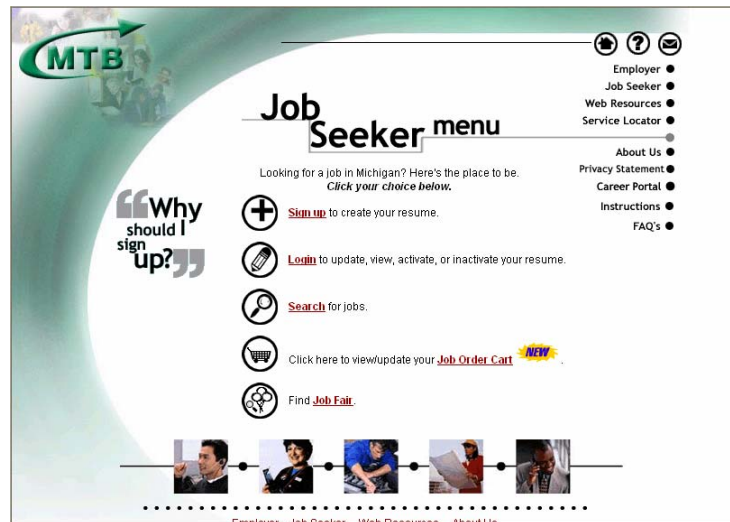 MTB
Employer
Job Seeker
Web Resources
Service Locator
About Us
Privacy Statement
Career Portal
Instructions
FAQ's
Job
Seeker menu
Looking for a job in Michigan? Here's the place to be.
Click your choice below.
“Why
should I
sign
up?”
Sign up to create your resume.
Login to update, view, activate, or inactivate your resume.
Search for jobs.
Click here to view/update your Job Order Cart NEW .
Find Job Fair.
Employer Job Seeker Web Resources About Us